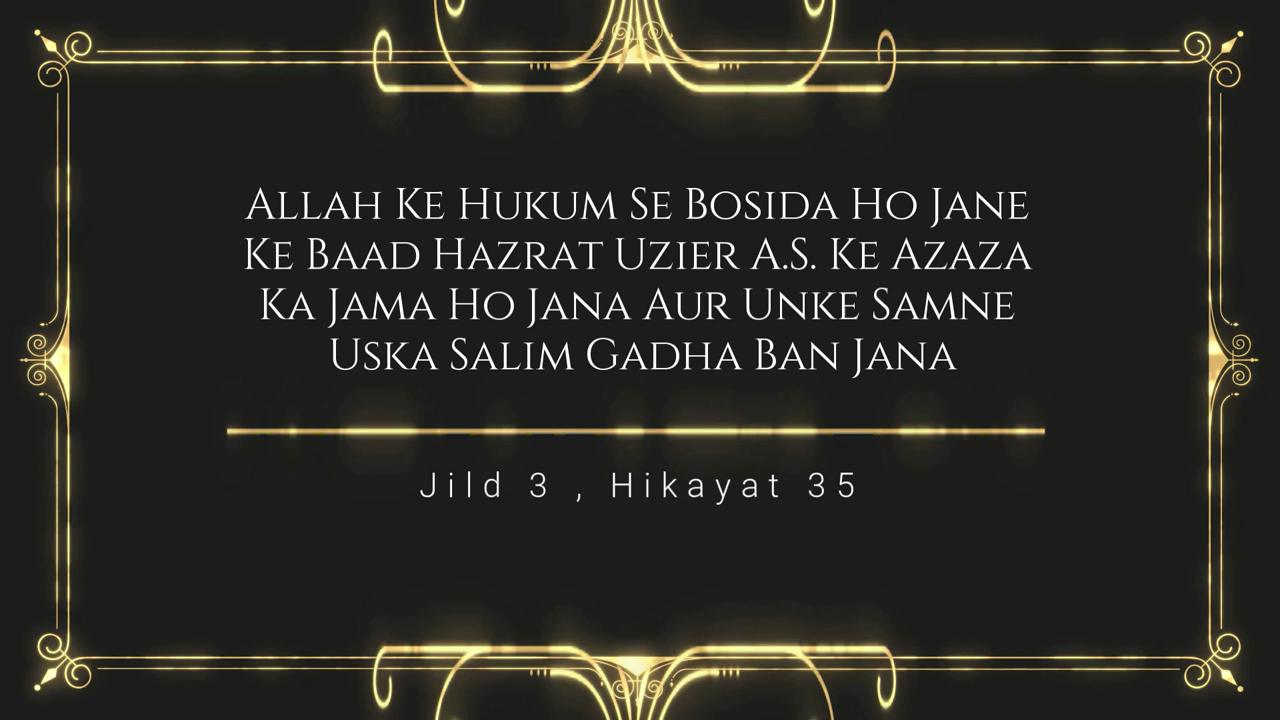 Allah Ke Hukum Se Bosida Ho Jane
Ke Baad Hazrat Uzier A.S. Ke Azaza
Ka Jama Ho Jana Aur Unke Samne
Uska Salim Gadha Ban Jana
Jild 3 , Hikayat 35